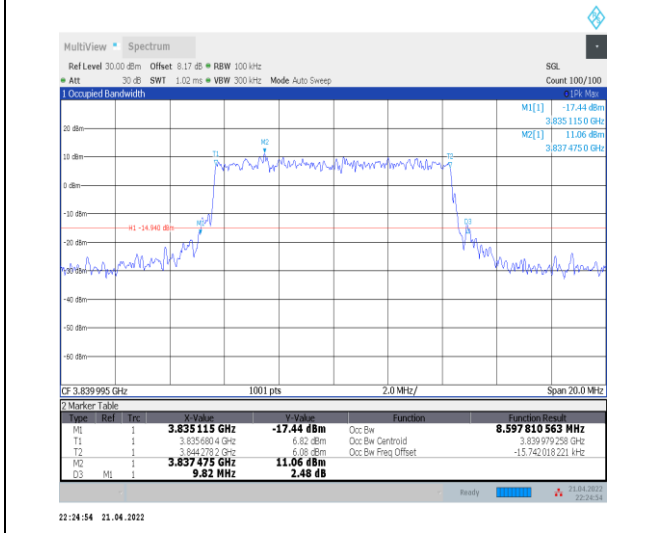 MultiView Spectrum
Ref Level 30.00 dBm Offset 8.17 dB RBW 100 kHz SGL
Att 30 dB SWT 1.02 ms VBW 300 kHz Mode Auto Sweep Count 100/100
1 Occupied Bandwidth 1Pk Max
M1[1] -17.44 dBm
3.835 115 0 GHz
M2[1] 11.06 dBm
3.837 475 0 GHz
20 dBm
M2
T1
T2
10 dBm
0 dBm
-10 dBm
M1
D3
H1 -14.940 dBm
-20 dBm
-30 dBm
-40 dBm
-50 dBm
-60 dBm
CF 3.839 995 GHz 1001 pts 2.0 MHz/ Span 20.0 MHz
2 Marker Table
Type Ref Trc X-Value Y-Value Function Function Result
M1 1 3.835 115 GHz -17.44 dBm Occ Bw 8.597 810 563 MHz
T1 1 3.835 680 4 GHz 6.82 dBm Occ Bw Centroid 3.839 979 258 GHz
T2 1 3.844 278 2 GHz 6.08 dBm Occ Bw Freq Offset -15.742 018 221 kHz
M2 1 3.837 475 GHz 11.06 dBm
D3 M1 1 9.82 MHz 2.48 dB
Ready 21.04.2022
22:24:54
22:24:54 21.04.2022